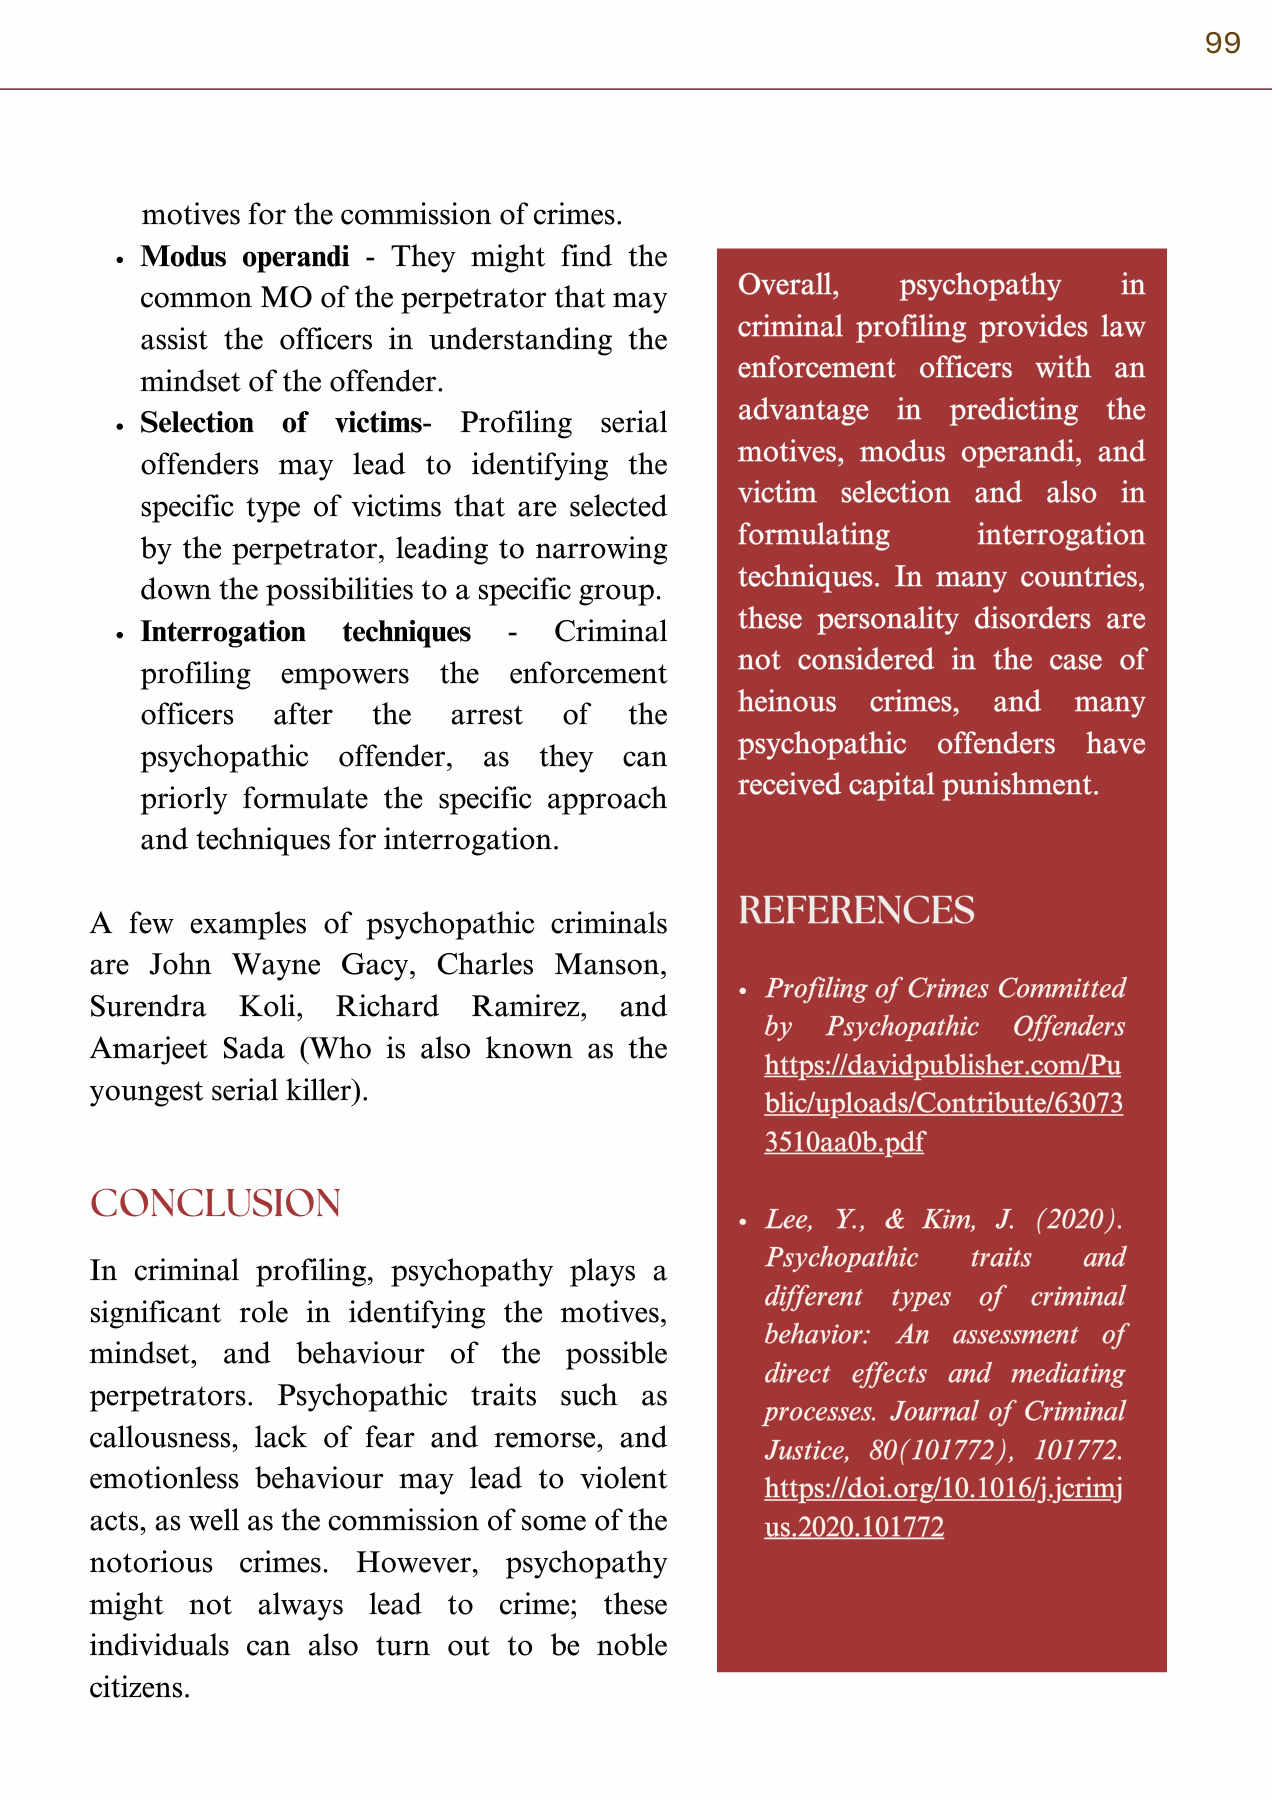 99
motives for the commission of crimes.
• Modus operandi - They might find the
common MO of the perpetrator that may
assist the officers in understanding the
mindset of the offender.
• Selection of victims- Profiling serial
offenders may lead to identifying the
specific type of victims that are selected
by the perpetrator, leading to narrowing
down the possibilities to a specific group.
• Interrogation techniques - Criminal
profiling empowers the enforcement
officers after the arrest of the
psychopathic offender, as they can
priorly formulate the specific approach
and techniques for interrogation.
A few examples of psychopathic criminals
are John Wayne Gacy, Charles Manson,
Surendra Koli, Richard Ramirez, and
Amarjeet Sada (Who is also known as the
youngest serial killer).
CONCLUSION
In criminal profiling, psychopathy plays a
significant role in identifying the motives,
mindset, and behaviour of the possible
perpetrators. Psychopathic traits such as
callousness, lack of fear and remorse, and
emotionless behaviour may lead to violent
acts, as well as the commission of some of the
notorious crimes. However, psychopathy
might not always lead to crime; these
individuals can also turn out to be noble
citizens.
Overall, psychopathy in
criminal profiling provides law
enforcement officers with an
advantage in predicting the
motives, modus operandi, and
victim selection and also in
formulating interrogation
techniques. In many countries,
these personality disorders are
not considered in the case of
heinous crimes, and many
psychopathic offenders have
received capital punishment.
REFERENCES
• Profiling of Crimes Committed
by Psychopathic Offenders
https://davidpublisher.com/Pu
blic/uploads/Contribute/63073
3510aa0b.pdf
• Lee, Y., & Kim, J. (2020).
Psychopathic traits and
different types of criminal
behavior: An assessment of
direct effects and mediating
processes. Journal of Criminal
Justice, 80(101772), 101772.
https://doi.org/10.1016/j.jcrimj
us.2020.101772